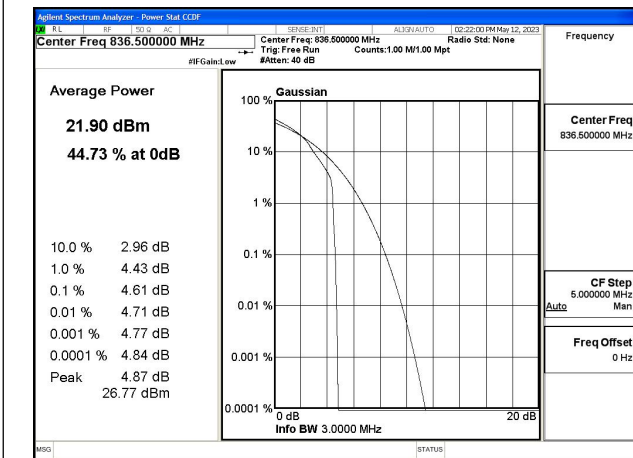 Agilent Spectrum Analyzer - Power Stat CCDF
RL RF 50 Ω AC SENSE:INT ALIGN AUTO 02:22:00 PM May 12, 2023
Center Freq 836.500000 MHz
Center Freq: 836.500000 MHz Radio Std: None
Trig: Free Run Counts:1.00 M/1.00 Mpt
#IFGain:Low #Atten: 40 dB
Frequency
Average Power
21.90 dBm
44.73 % at 0dB
10.0 % 2.96 dB
1.0 % 4.43 dB
0.1 % 4.61 dB
0.01 % 4.71 dB
0.001 % 4.77 dB
0.0001 % 4.84 dB
Peak 4.87 dB
26.77 dBm
Gaussian
100 %
10 %
1 %
0.1 %
0.01 %
0.001 %
0.0001 %
0 dB 20 dB
Info BW 3.0000 MHz
Center Freq
836.500000 MHz
CF Step
5.000000 MHz
Auto Man
Freq Offset
0 Hz
MSG STATUS